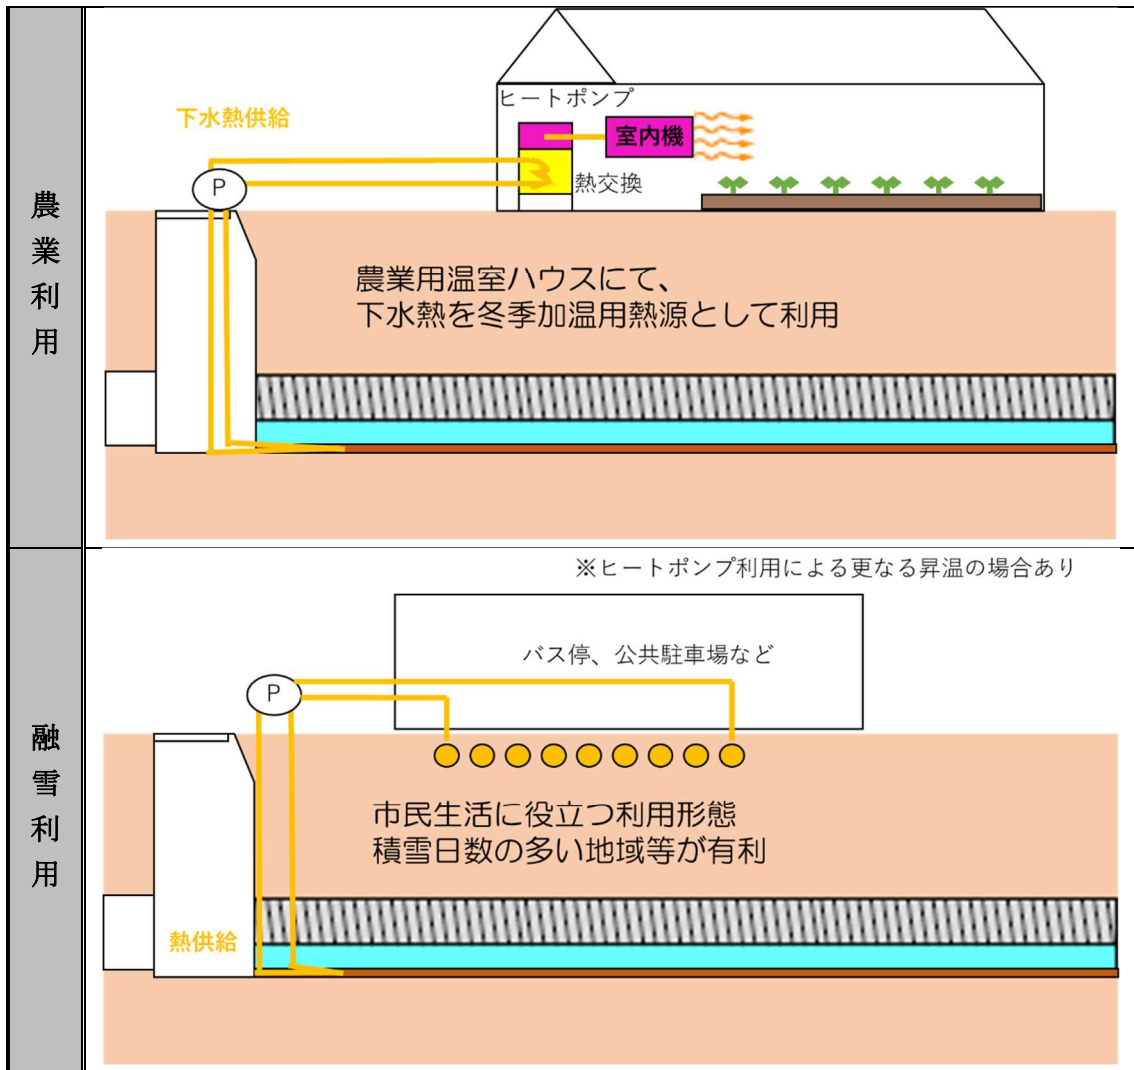 農業利用
ヒートポンプ
下水熱供給
室内機
P
熱交換
農業用温室ハウスにて、
下水熱を冬季加温用熱源として利用
融雪利用
※ヒートポンプ利用による更なる昇温の場合あり
バス停、公共駐車場など
P
市民生活に役立つ利用形態
積雪日数の多い地域等が有利
熱供給